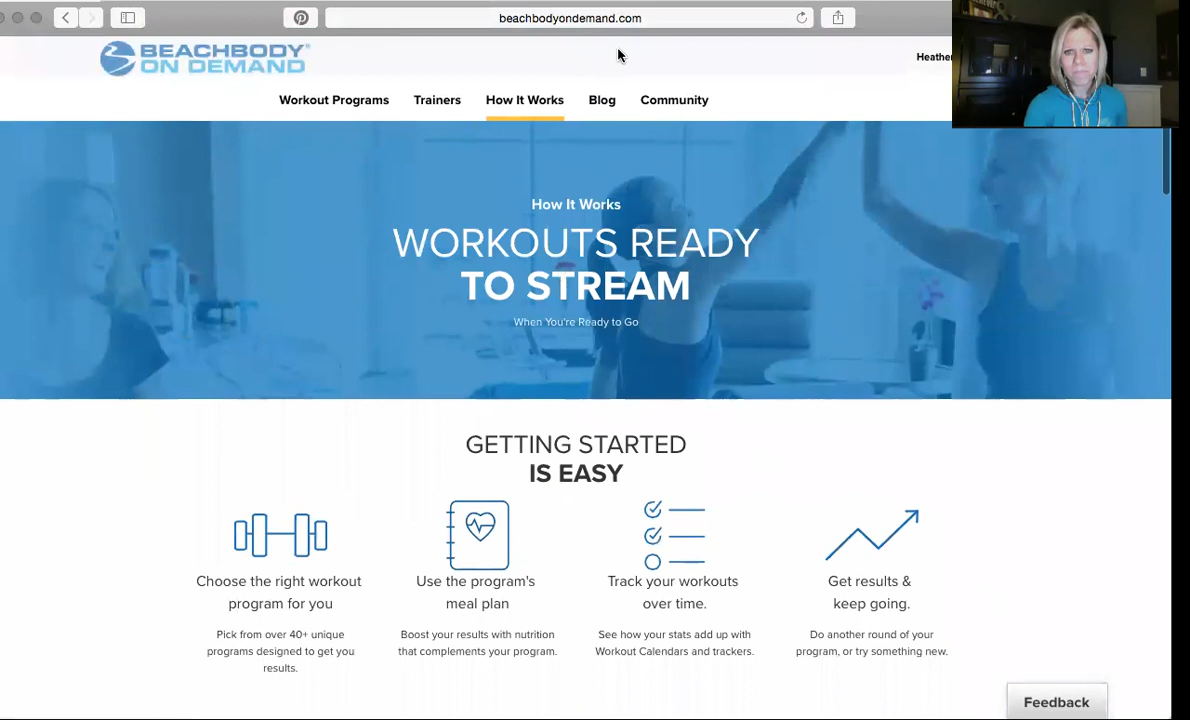 beachbodyondemand.com
BEACHBODY
ON DEMAND
Heather
Workout Programs Trainers How It Works Blog Community
How It Works
WORKOUTS READY
TO STREAM
When You're Ready to Go
GETTING STARTED
IS EASY
Choose the right workout
program for you
Pick from over 40+ unique
programs designed to get you
results.
Use the program's
meal plan
Boost your results with nutrition
that complements your program.
Track your workouts
over time.
See how your stats add up with
Workout Calendars and trackers.
Get results &
keep going.
Do another round of your
program, or try something new.
Feedback